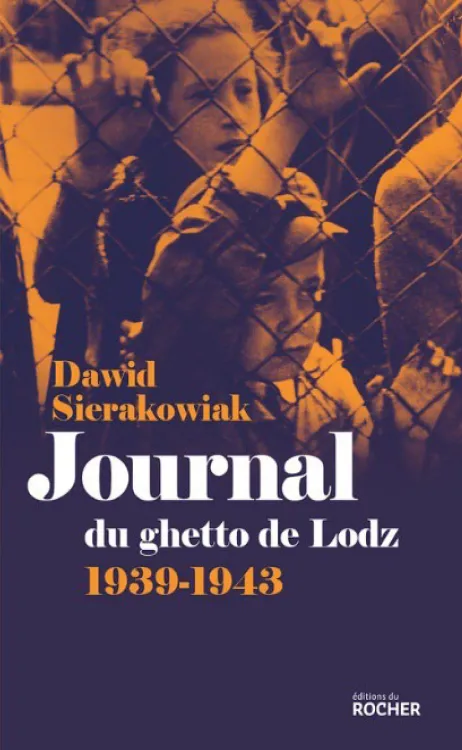 Dawid
Sierakowiak
Journal
du ghetto de Lodz
1939-1943
éditions du
ROCHER